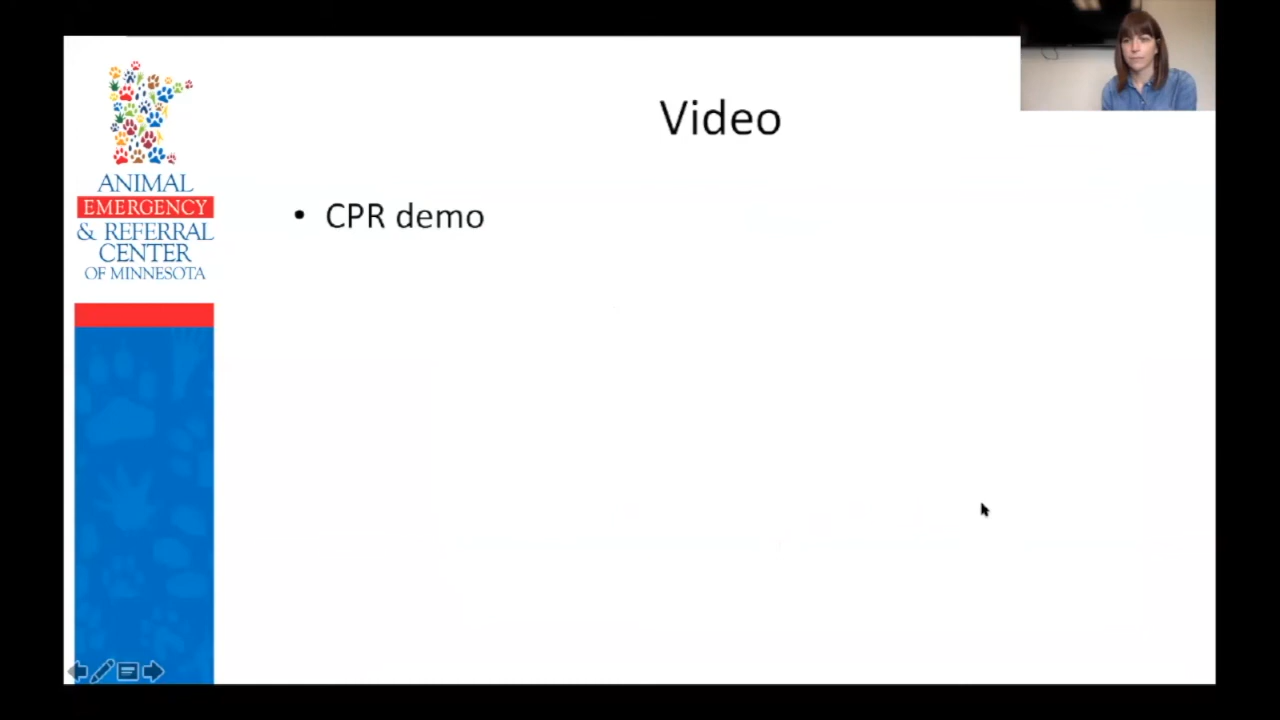 Video
• CPR demo
ANIMAL
EMERGENCY
& REFERRAL
CENTER
OF MINNESOTA